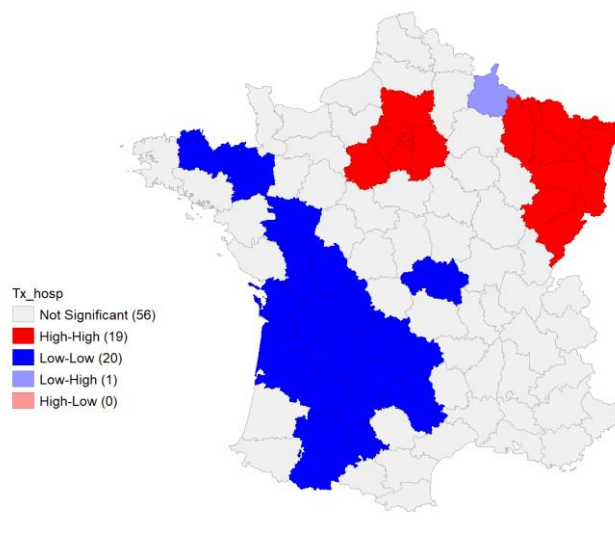 Tx_hosp
Not Significant (56)
High-High (19)
Low-Low (20)
Low-High (1)
High-Low (0)